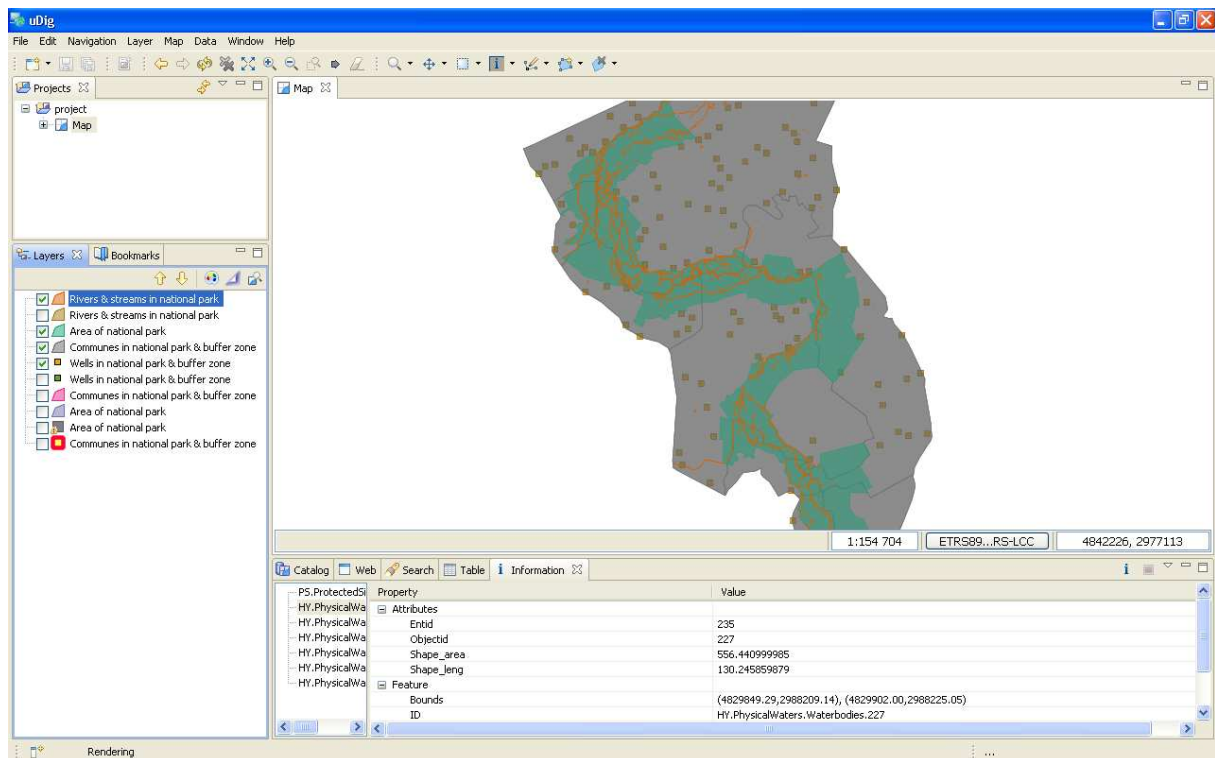 uDig
File Edit Navigation Layer Map Data Window Help
Projects
project
Map
Map
Layers Bookmarks
Rivers & streams in national park
Rivers & streams in national park
Area of national park
Communes in national park & buffer zone
Wells in national park & buffer zone
Wells in national park & buffer zone
Communes in national park & buffer zone
Area of national park
Area of national park
Communes in national park & buffer zone
1:154 704 ETRS89...RS-LCC 4842226, 2977113
Catalog Web Search Table Information
PS.ProtectedSi
HY.PhysicalWa
HY.PhysicalWa
HY.PhysicalWa
HY.PhysicalWa
HY.PhysicalWa
HY.PhysicalWa
Property Value
Attributes
Entid 235
Objectid 227
Shape_area 556.440999985
Shape_leng 130.245859879
Feature
Bounds (4829849.29,2988209.14), (4829902.00,2988225.05)
ID HY.PhysicalWaters.Waterbodies.227
Rendering ...